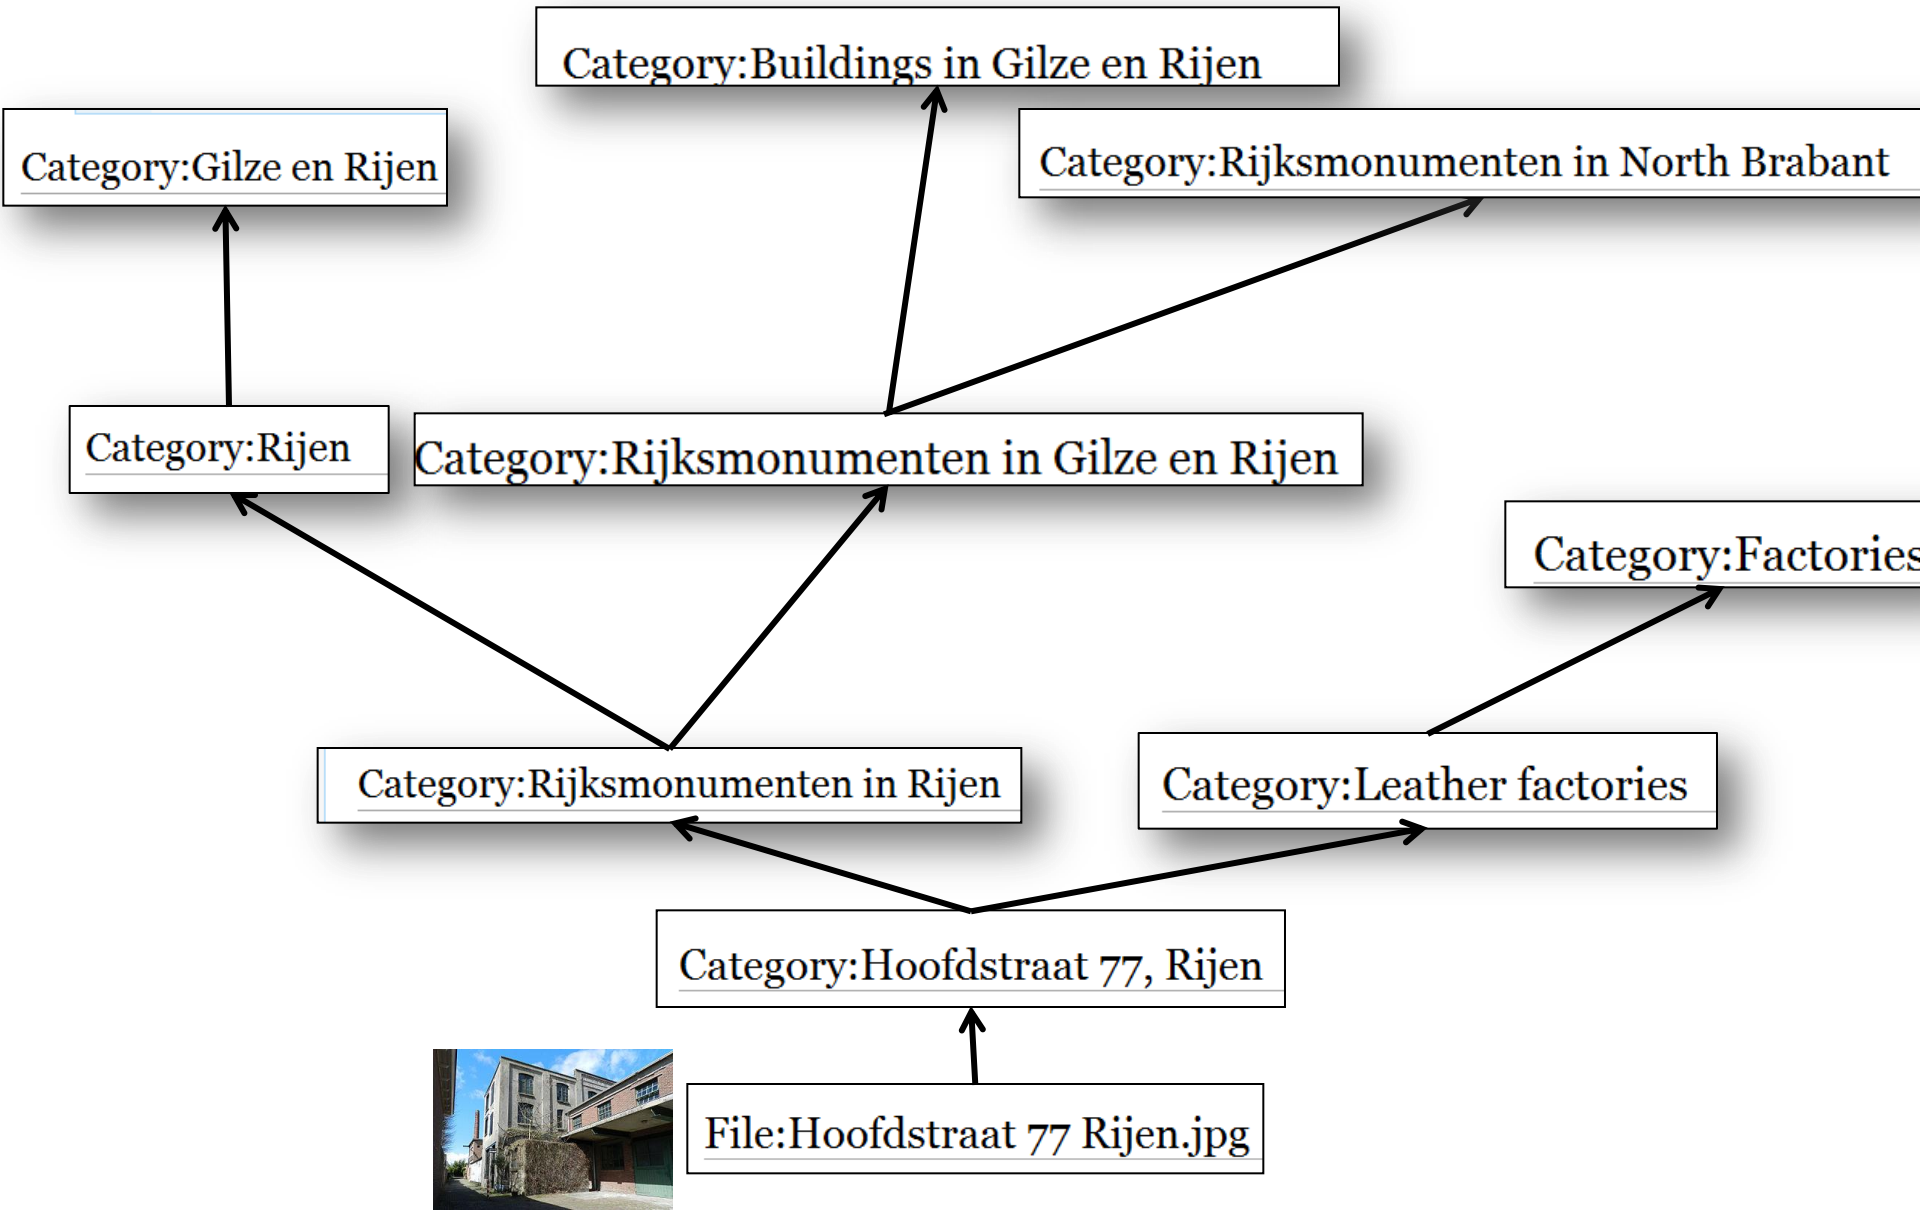 Category:Buildings in Gilze en Rijen
Category:Gilze en Rijen
Category:Rijksmonumenten in North Brabant
Category:Rijen
Category:Rijksmonumenten in Gilze en Rijen
Category:Factories
Category:Rijksmonumenten in Rijen
Category:Leather factories
Category:Hoofdstraat 77, Rijen
File:Hoofdstraat 77 Rijen.jpg